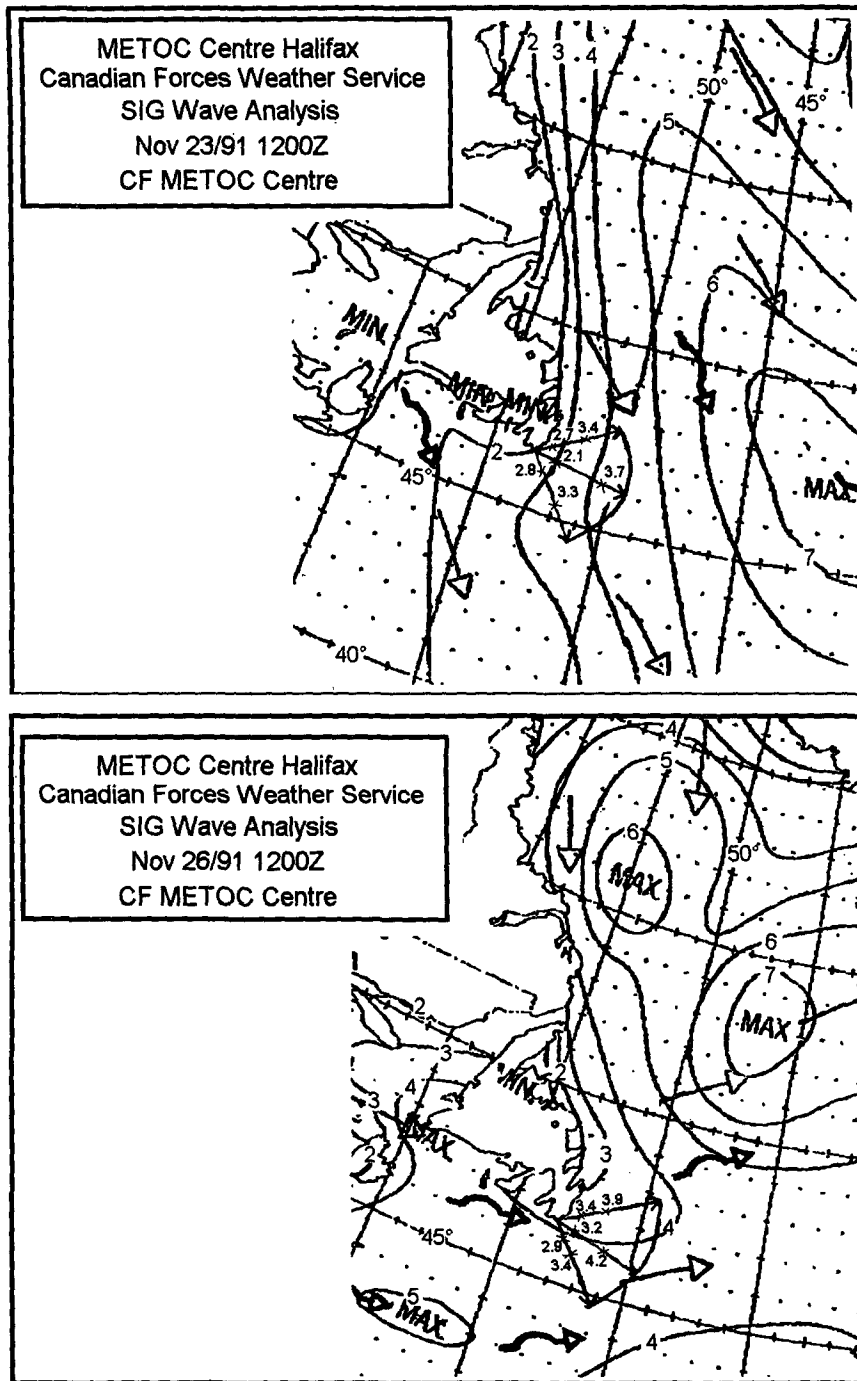 METOC Centre Halifax
Canadian Forces Weather Service
SIG Wave Analysis
Nov 23/91 1200Z
CF METOC Centre
2 3 4
50°
45°
5
6
MIN.
MIN.
2
2.7 3.4
2.1
2.8
3.7
3.3
45°
MAX
7
40°
METOC Centre Halifax
Canadian Forces Weather Service
SIG Wave Analysis
Nov 26/91 1200Z
CF METOC Centre
4
5
6
MAX
50°
6
7
MAX
2
3
2
4
3
MAX
2
3
3.4 3.9
3.2
4
2.9
3.4
4.2
45°
5
MAX
4